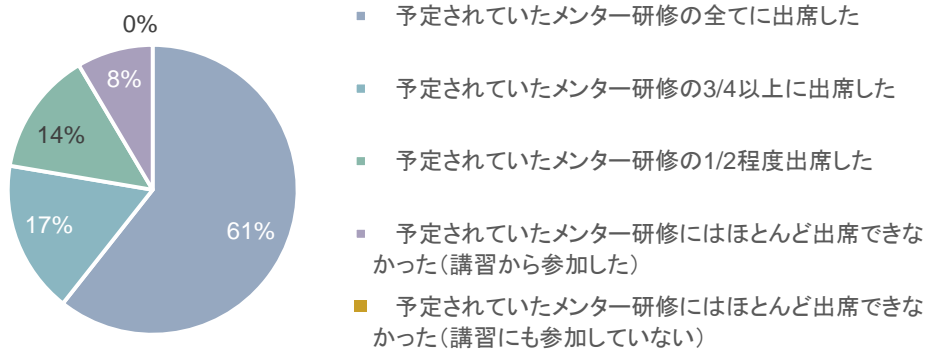 0%
8%
14%
17%
61%
予定されていたメンター研修の全てに出席した
予定されていたメンター研修の3/4以上に出席した
予定されていたメンター研修の1/2程度出席した
予定されていたメンター研修にはほとんど出席できな
かった（講習から参加した）
予定されていたメンター研修にはほとんど出席できな
かった（講習にも参加していない）